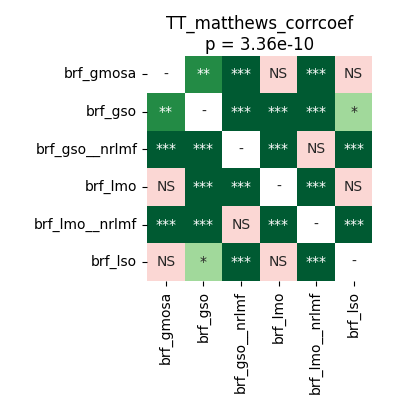 TT_matthews_corrcoef
p = 3.36e-10
brf_gmosa - ** *** NS *** NS
brf_gso ** - *** *** *** *
brf_gso__nrlmf *** *** - *** NS ***
brf_lmo NS *** *** - *** NS
brf_lmo__nrlmf *** *** NS *** - ***
brf_lso NS * *** NS *** -
brf_gmosa
brf_gso
brf_gso__nrlmf
brf_lmo
brf_lmo__nrlmf
brf_lso